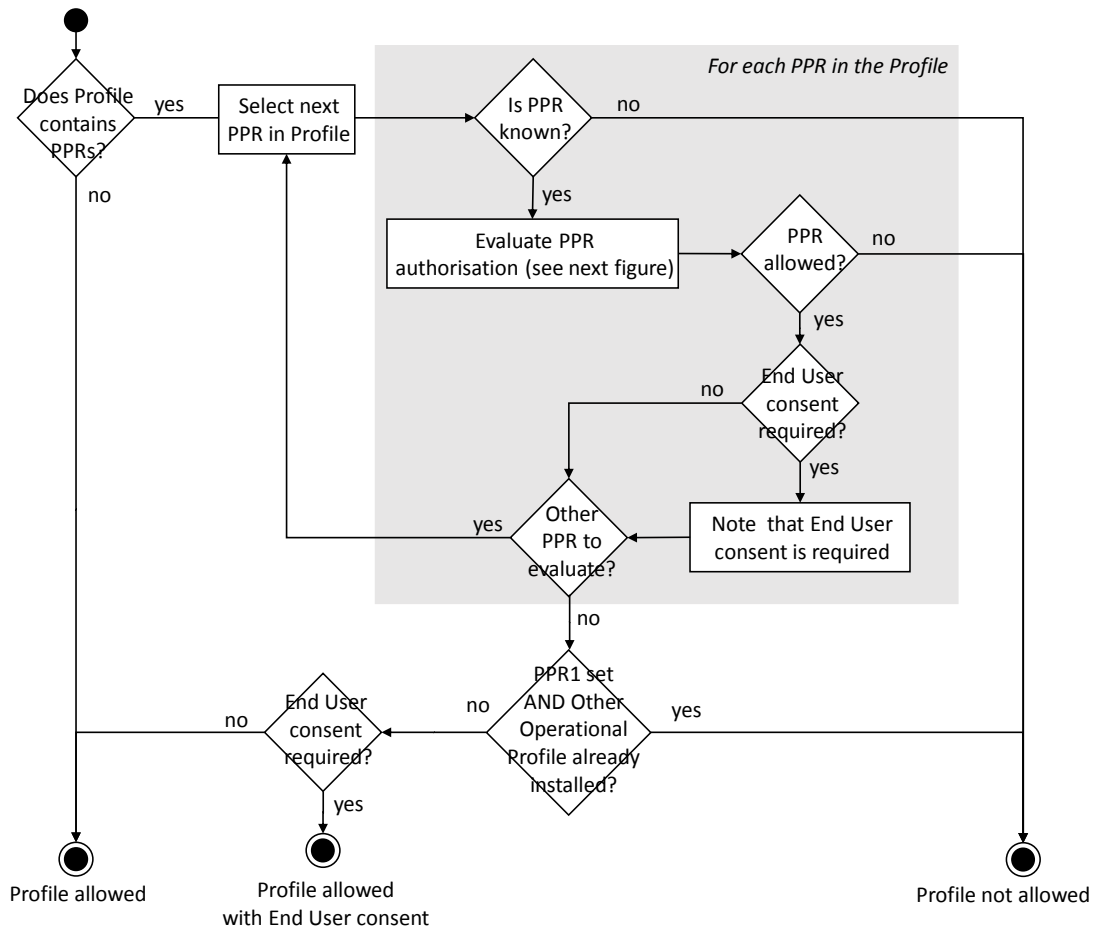 For each PPR in the Profile
Does Profile
contains
PPRs?
yes
no
Select next
PPR in Profile
Is PPR
known?
no
yes
Evaluate PPR
authorisation (see next figure)
PPR
allowed?
no
yes
End User
consent
required?
no
yes
Note that End User
consent is required
Other
PPR to
evaluate?
yes
no
PPR1 set
AND Other
Operational
Profile already
installed?
no
yes
End User
consent
required?
no
yes
Profile allowed
Profile allowed
with End User consent
Profile not allowed